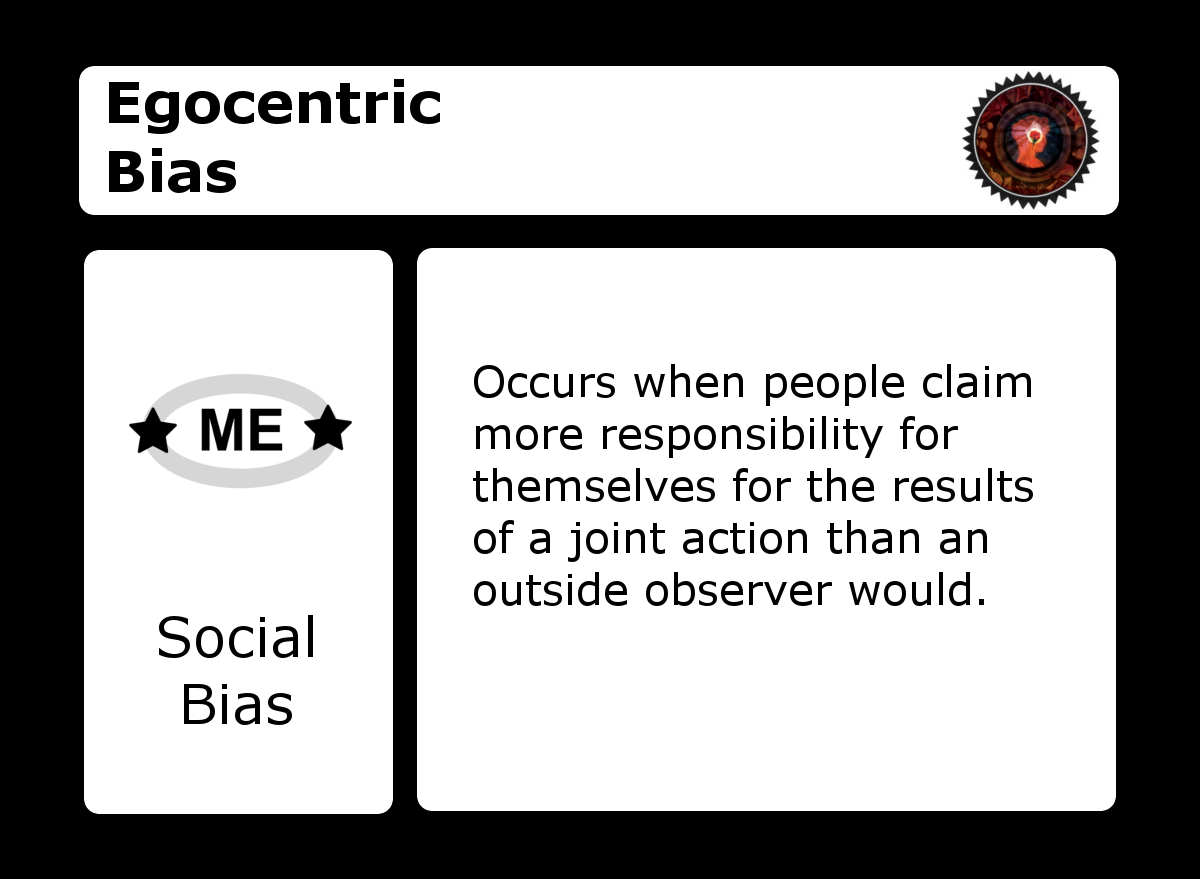 Egocentric
Bias
ME
Social
Bias
Occurs when people claim
more responsibility for
themselves for the results
of a joint action than an
outside observer would.